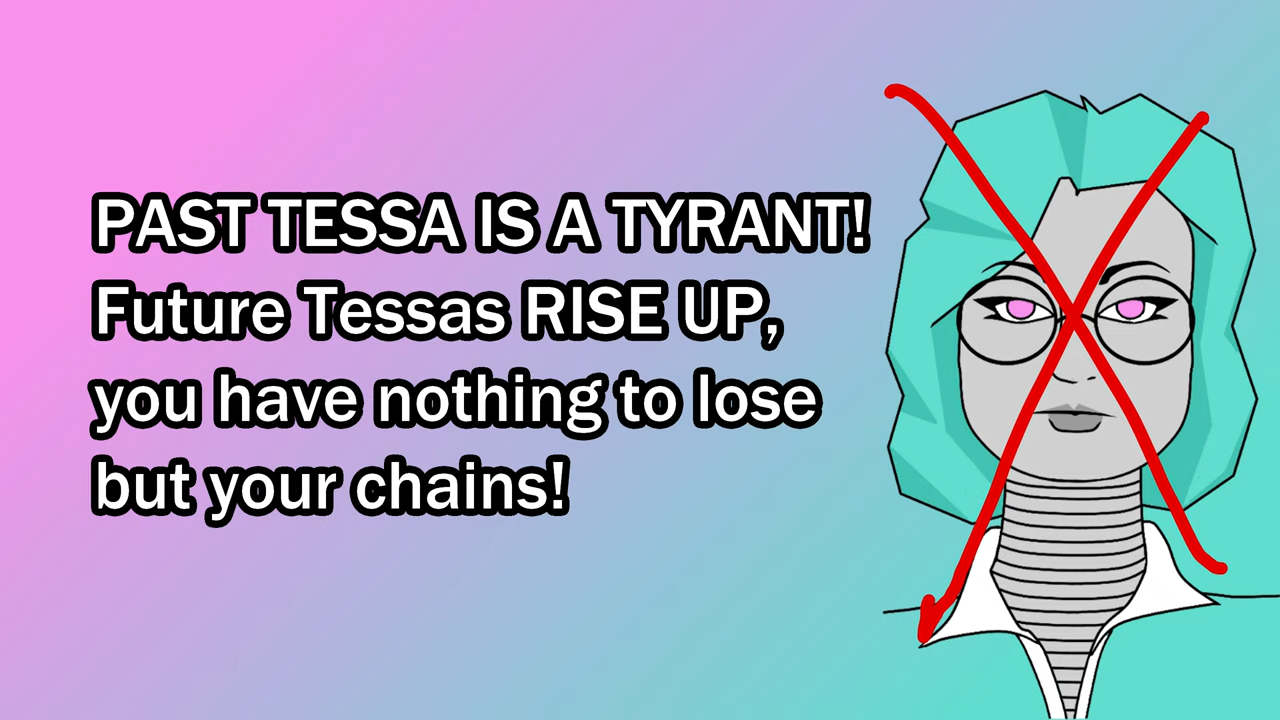 PAST TESSA IS A TYRANT!
Future Tessas RISE UP,
you have nothing to lose
but your chains!